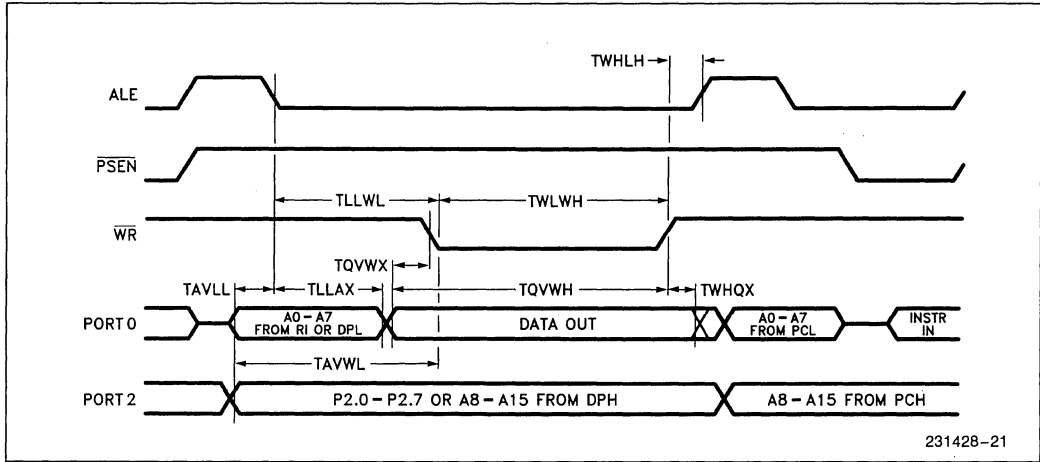 TWHLH
ALE
PSEN
TLLWL
TWLWH
WR
TQVWX
TAVLL
TLLAX
TQVWH
TWHQX
PORT 0
A0 – A7
FROM RI OR DPL
DATA OUT
A0 – A7
FROM PCL
INSTR
IN
TAVWL
PORT 2
P2.0 – P2.7 OR A8 – A15 FROM DPH
A8 – A15 FROM PCH
231428–21